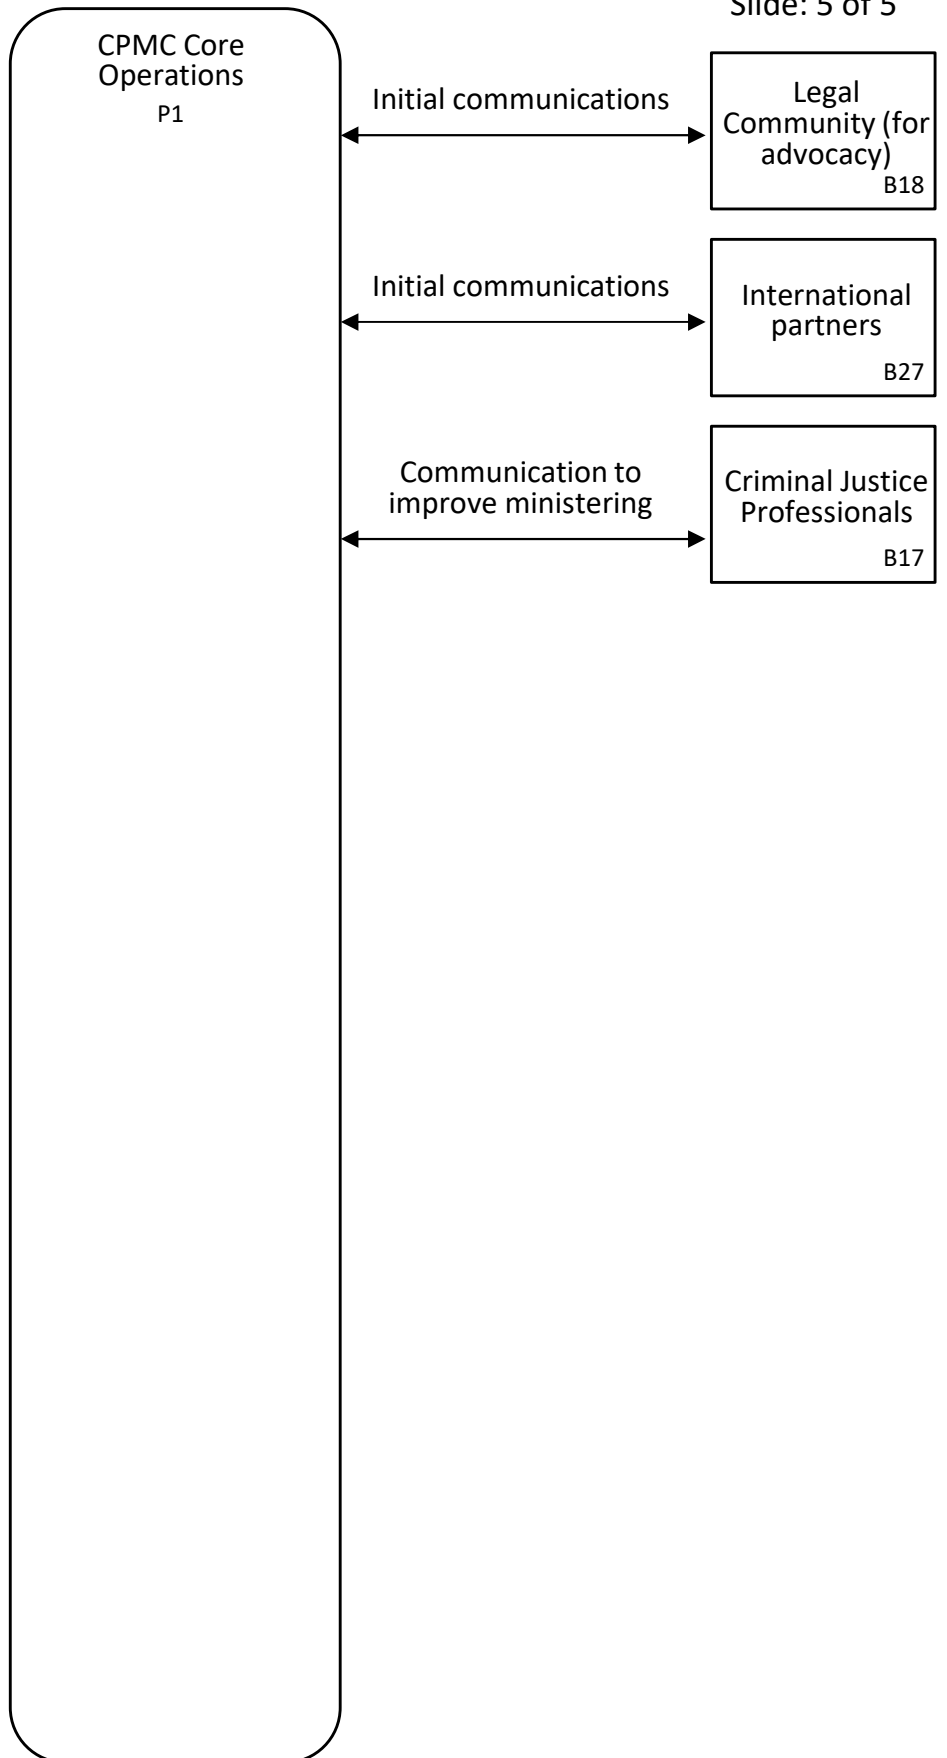 Slide: 5 of 5
CPMC Core
Operations
P1
Initial communications
Legal
Community (for
advocacy)
B18
Initial communications
International
partners
B27
Communication to
improve ministering
Criminal Justice
Professionals
B17